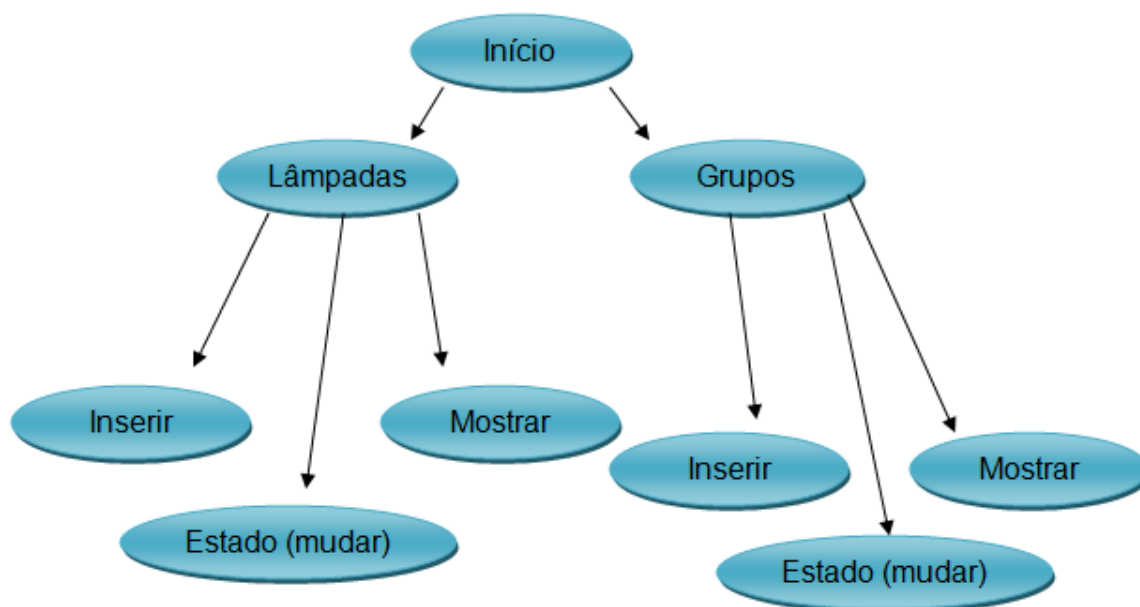 Início
Lâmpadas
Grupos
Inserir
Mostrar
Estado (mudar)
Inserir
Mostrar
Estado (mudar)